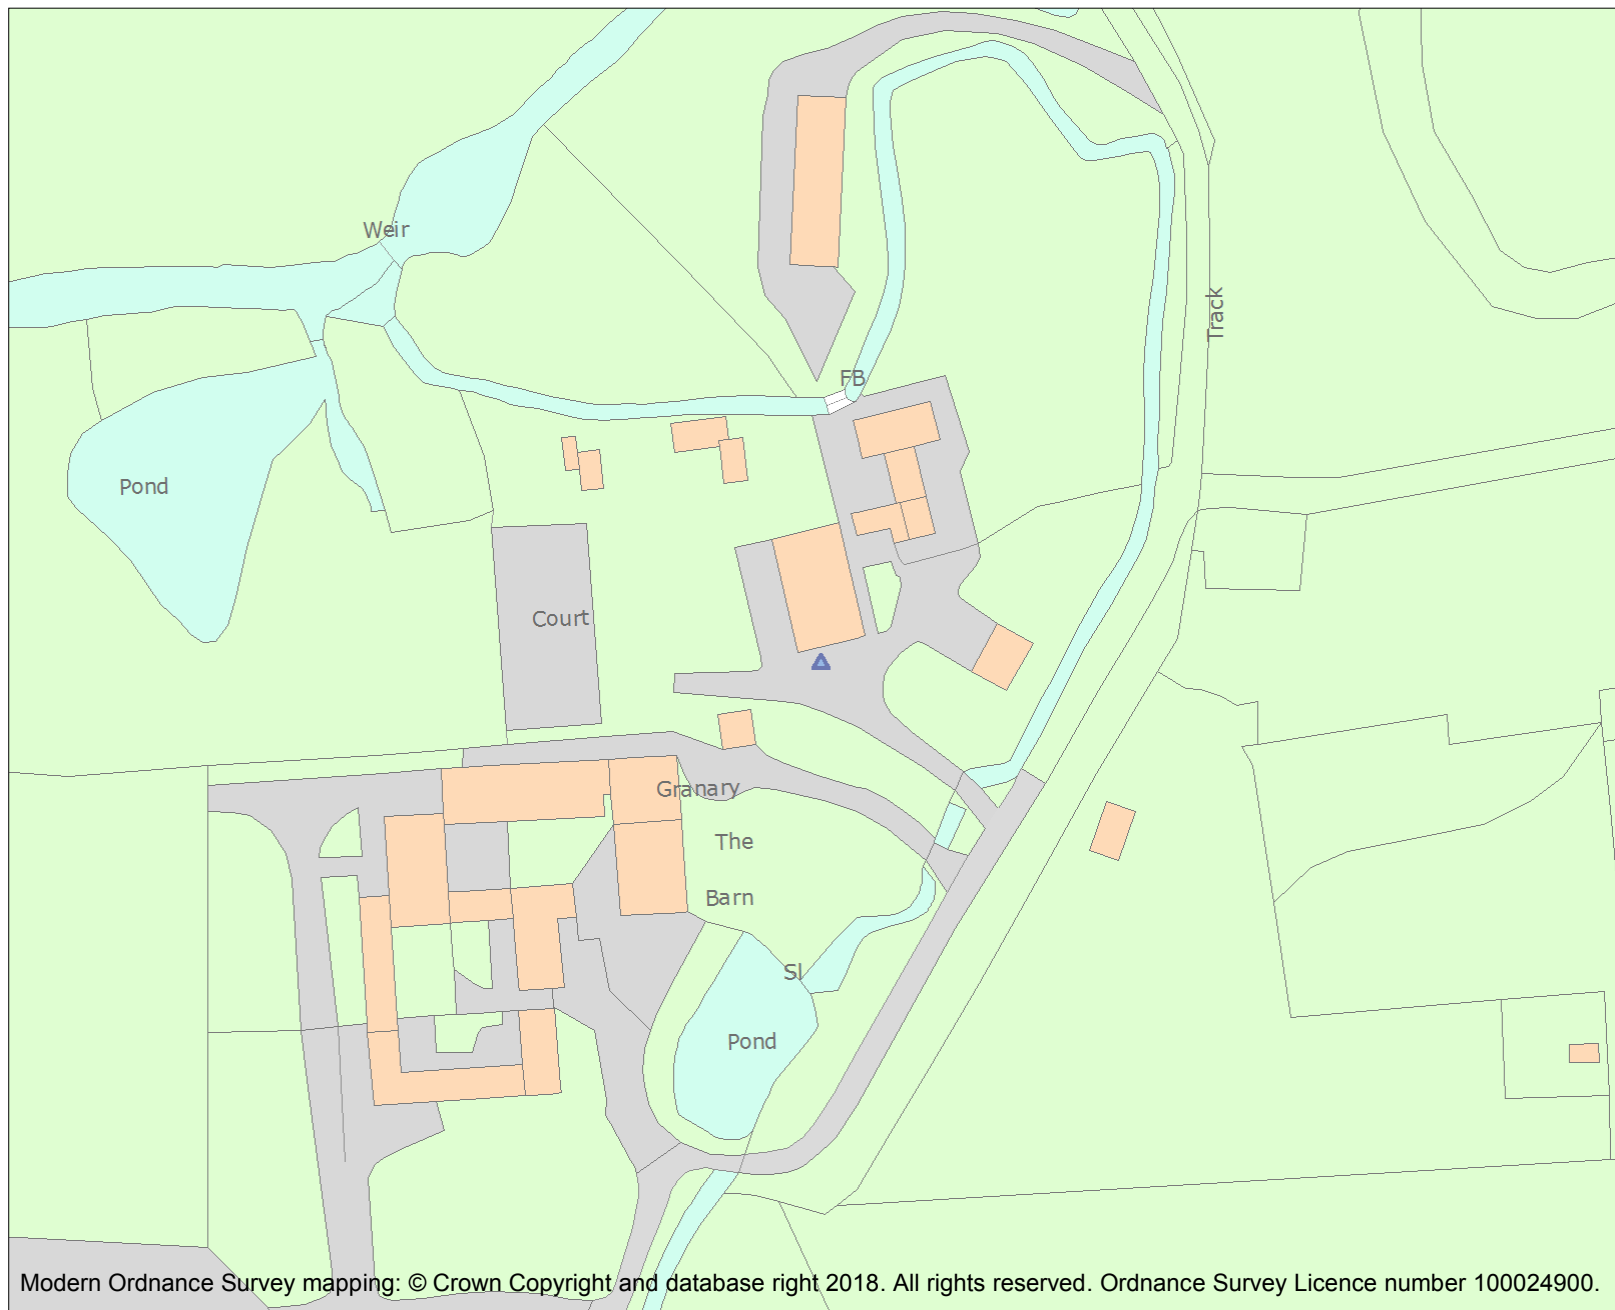 Weir
Track
FB
Pond
Court
Granary
The
Barn
Sl
Pond
Modern Ordnance Survey mapping: © Crown Copyright and database right 2018. All rights reserved. Ordnance Survey Licence number 100024900.